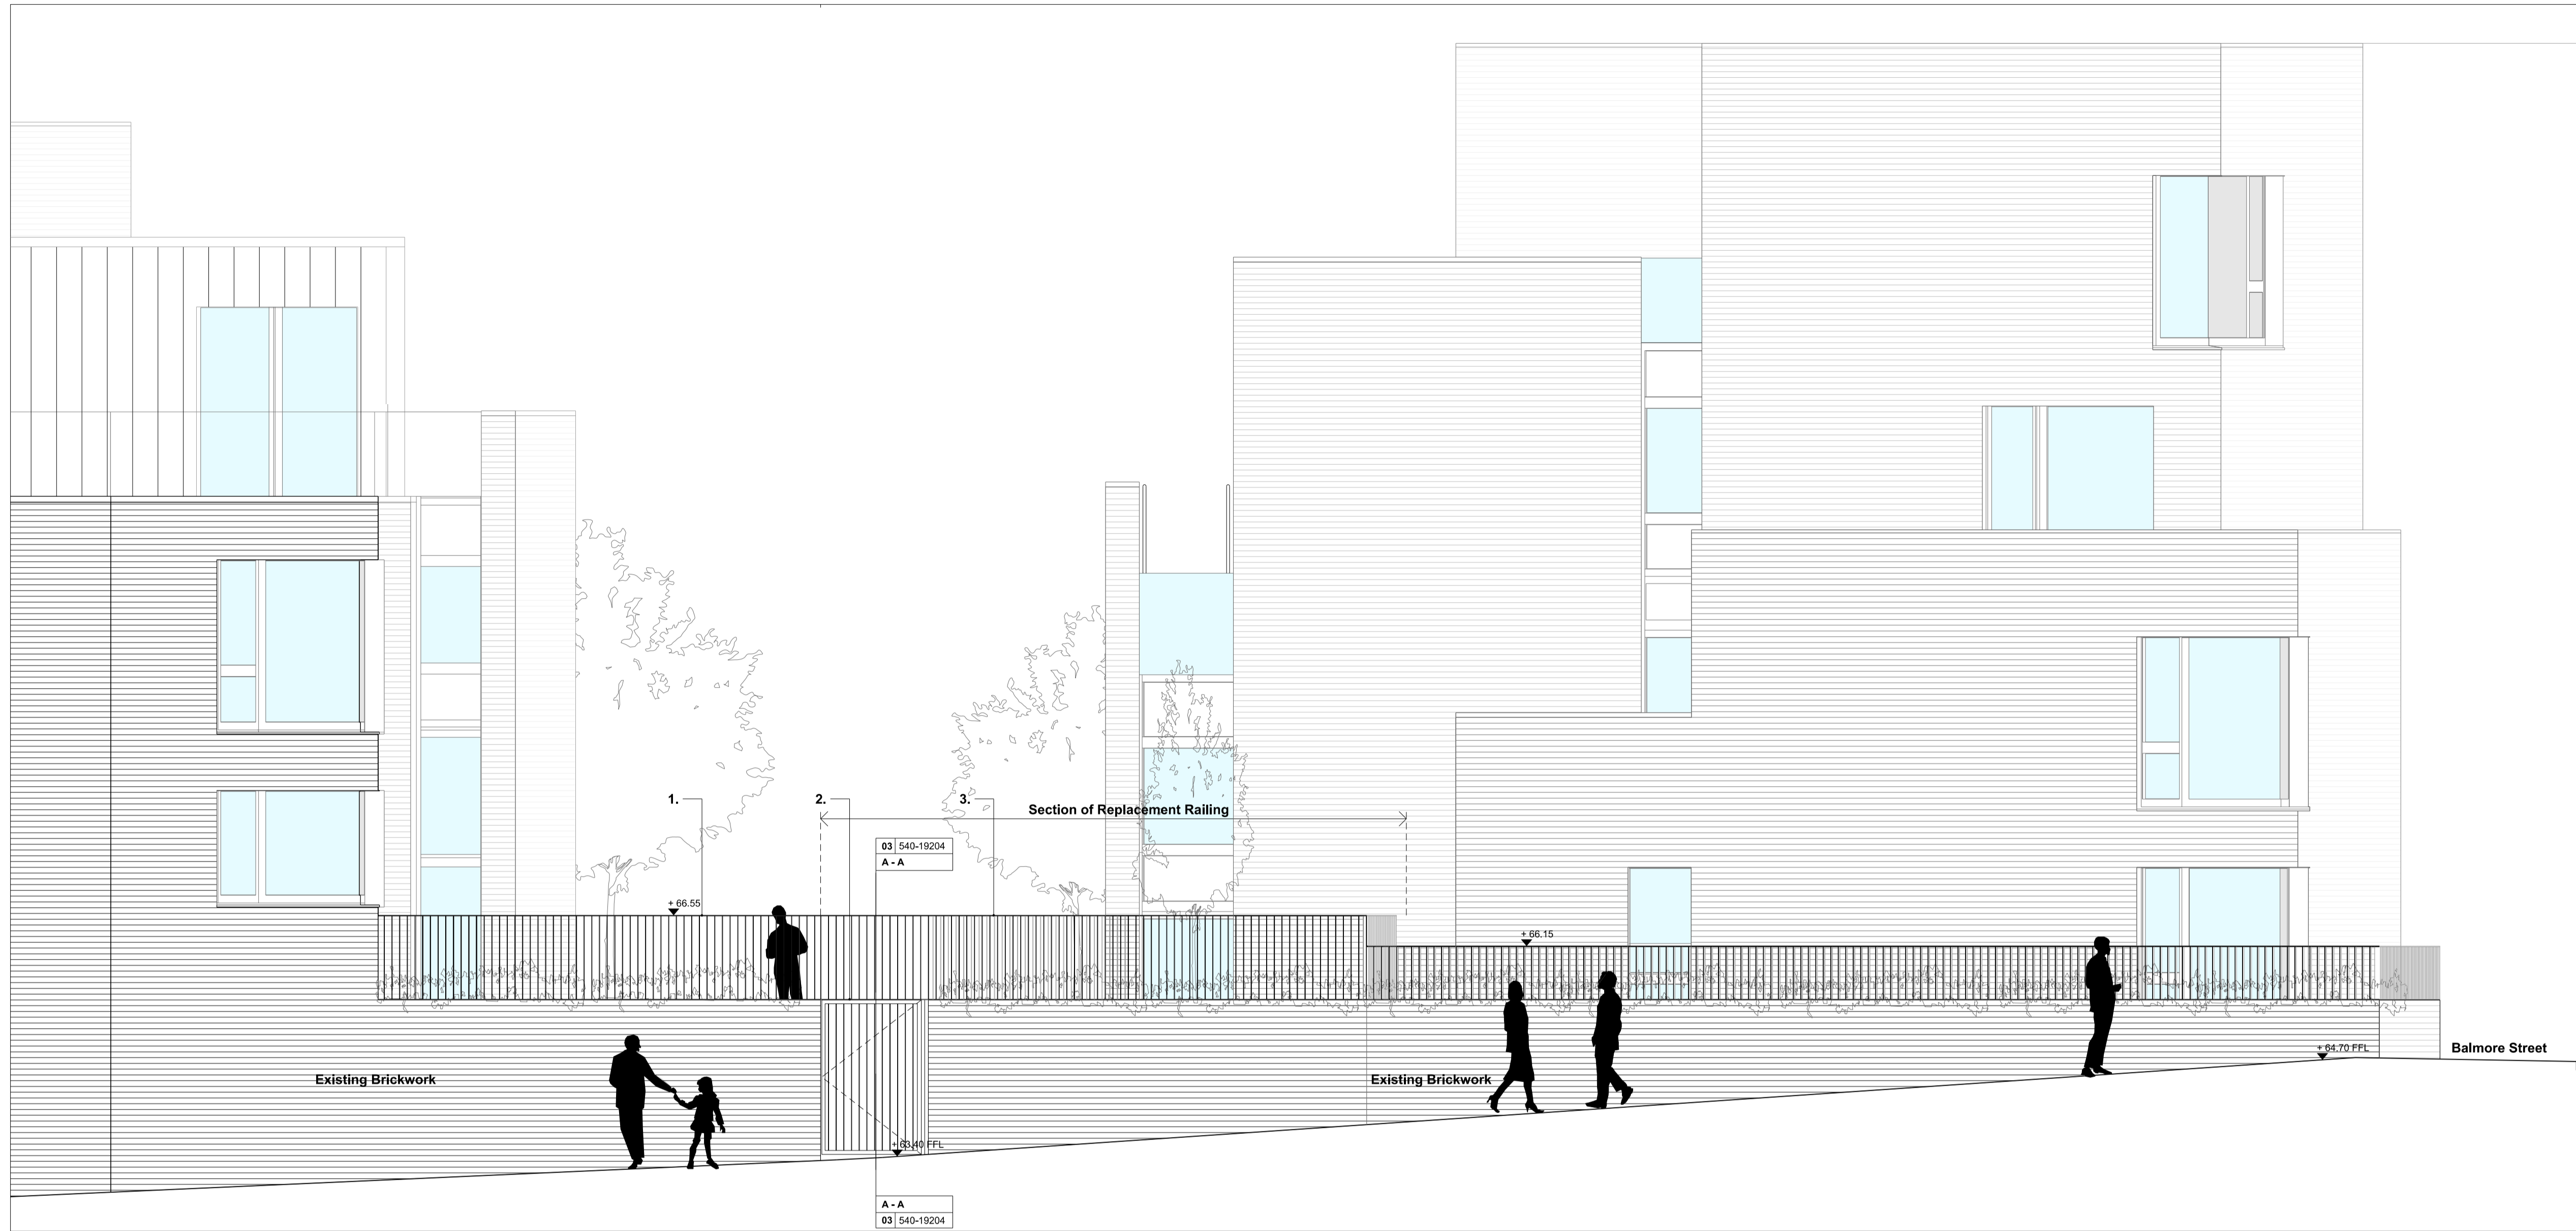 1.
2.
3.
Section of Replacement Railing
03 540-19204
A - A
+ 66.55
+ 66.15
+ 64.70 FFL
Balmore Street
Existing Brickwork
Existing Brickwork
+ 63.40 FFL
A - A
03 540-19204